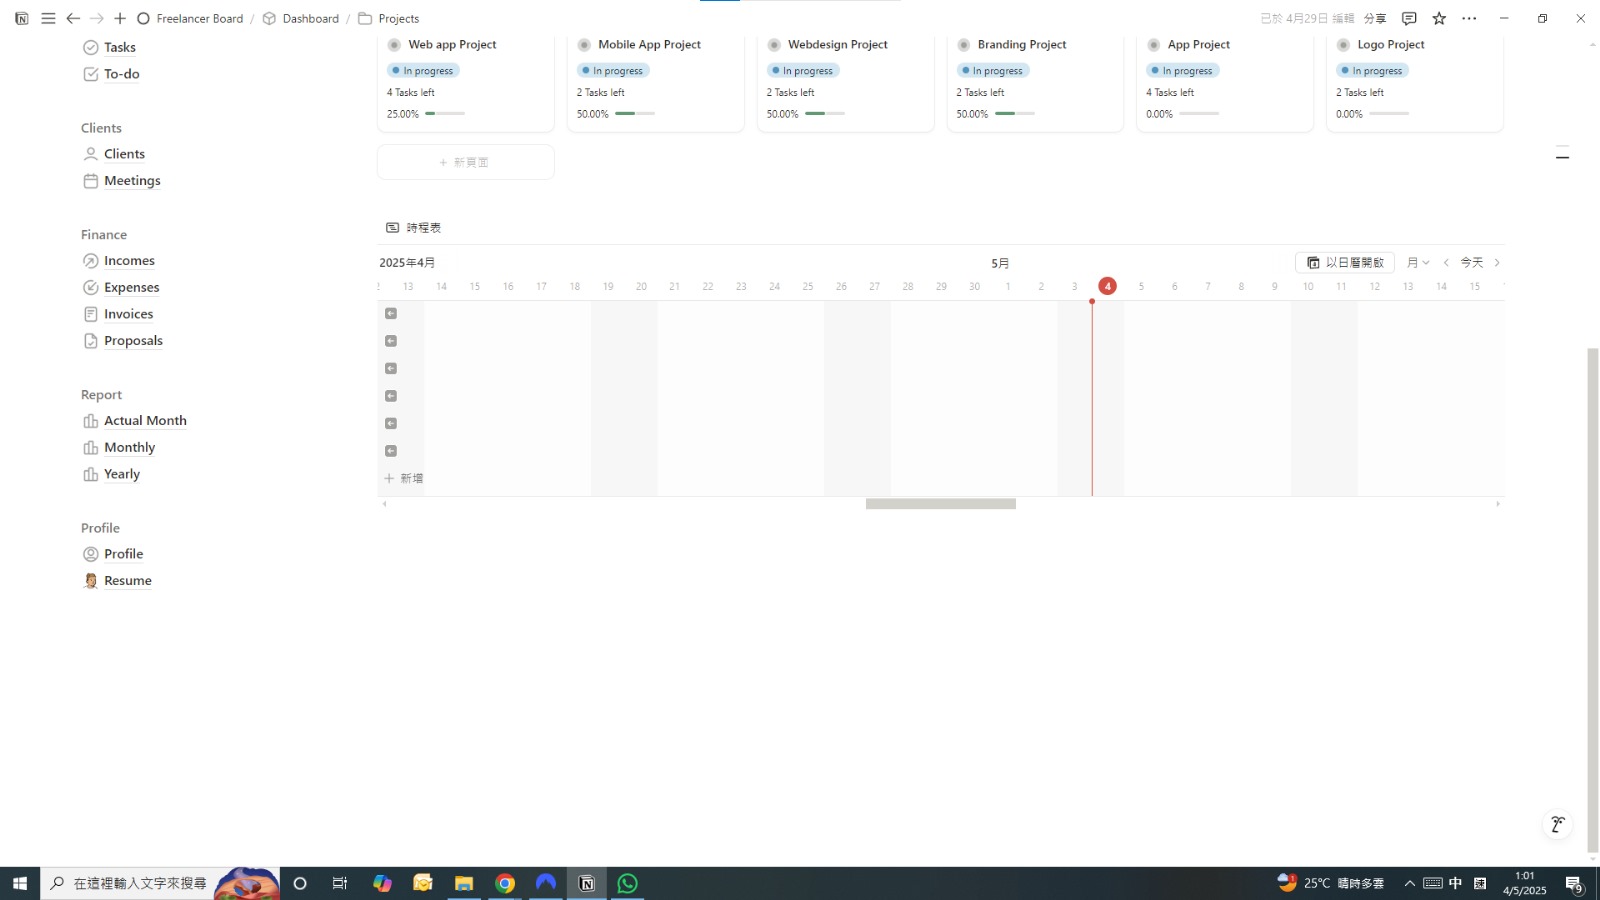 Freelancer Board / Dashboard / Projects
已於 4月29日 編輯 分享
Tasks
To-do
Clients
Clients
Meetings
Finance
Incomes
Expenses
Invoices
Proposals
Report
Actual Month
Monthly
Yearly
Profile
Profile
Resume
Web app Project
In progress
4 Tasks left
25.00%
Mobile App Project
In progress
2 Tasks left
50.00%
Webdesign Project
In progress
2 Tasks left
50.00%
Branding Project
In progress
2 Tasks left
50.00%
App Project
In progress
4 Tasks left
0.00%
Logo Project
In progress
2 Tasks left
0.00%
+ 新頁面
時程表
2025年4月 5月 以日曆開啟 月 今天
13 14 15 16 17 18 19 20 21 22 23 24 25 26 27 28 29 30 1 2 3 4 5 6 7 8 9 10 11 12 13 14 15
+ 新增
在這裡輸入文字來搜尋
25°C 晴時多雲
中
1:01
4/5/2025
9